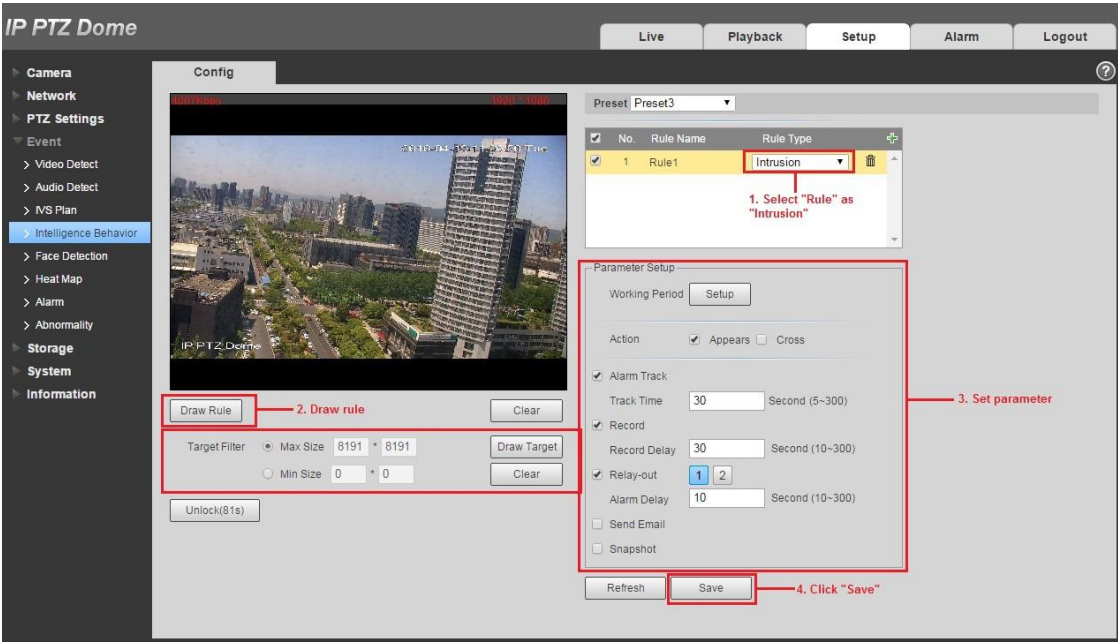 IP PTZ Dome
Live
Playback
Setup
Alarm
Logout
Camera
Network
PTZ Settings
Event
Video Detect
Audio Detect
IVS Plan
Intelligence Behavior
Face Detection
Heat Map
Alarm
Abnormality
Storage
System
Information
Config
4007Kbps 1920 * 1080
Tue
IP PTZ Dome
Draw Rule
2. Draw rule
Clear
Target Filter Max Size 8191 * 8191 Draw Target
Min Size 0 * 0 Clear
Unlock(81s)
Preset Preset3
No. Rule Name Rule Type
1 Rule1 Intrusion
1. Select "Rule" as
"Intrusion"
Parameter Setup
Working Period Setup
Action Appears Cross
Alarm Track
Track Time 30 Second (5~300)
3. Set parameter
Record
Record Delay 30 Second (10~300)
Relay-out 1 2
Alarm Delay 10 Second (10~300)
Send Email
Snapshot
Refresh Save
4. Click "Save"